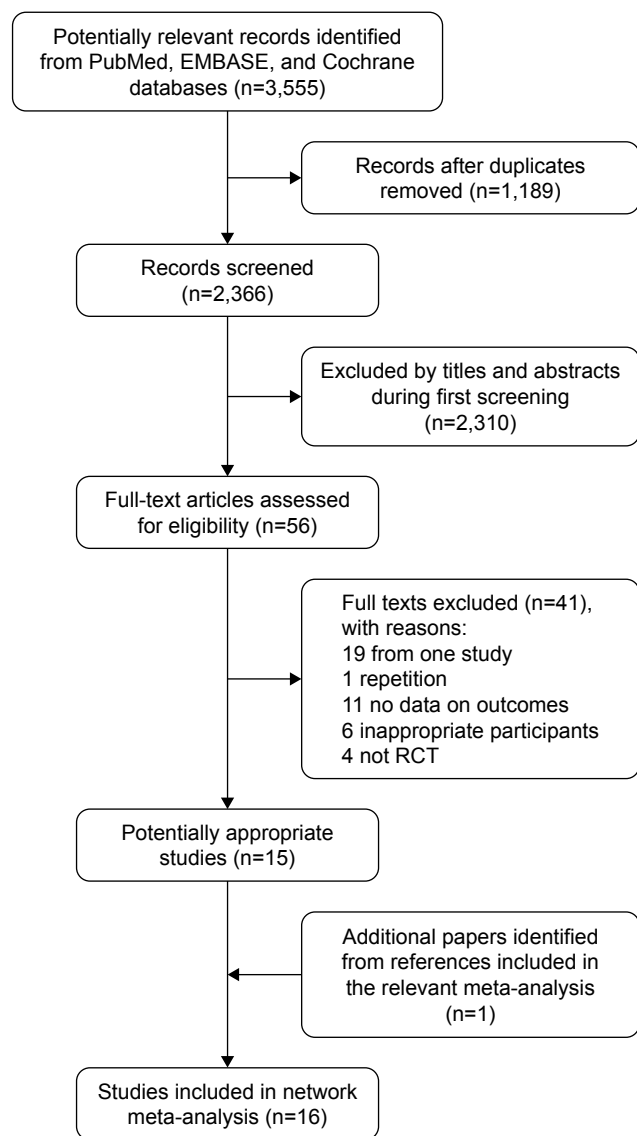 Potentially relevant records identified
from PubMed, EMBASE, and Cochrane
databases (n=3,555)
Records after duplicates
removed (n=1,189)
Records screened
(n=2,366)
Excluded by titles and abstracts
during first screening
(n=2,310)
Full-text articles assessed
for eligibility (n=56)
Full texts excluded (n=41),
with reasons:
19 from one study
1 repetition
11 no data on outcomes
6 inappropriate participants
4 not RCT
Potentially appropriate
studies (n=15)
Additional papers identified
from references included in
the relevant meta-analysis
(n=1)
Studies included in network
meta-analysis (n=16)